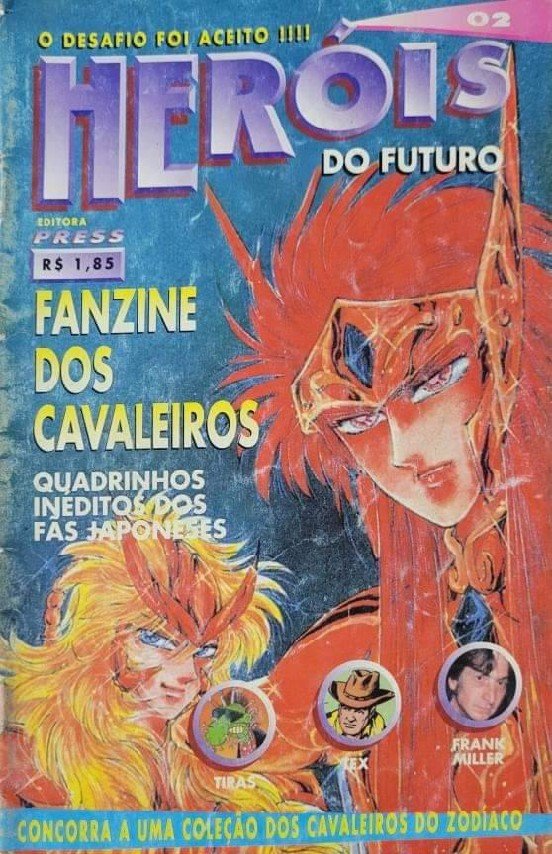 O DESAFIO FOI ACEITO !!!!
02
HERÓIS
DO FUTURO
EDITORA
PRESS
R$ 1,85
FANZINE
DOS
CAVALEIROS
QUADRINHOS
INÉDITOS DOS
FÃS JAPONESES
TIRAS
TEX
FRANK
MILLER
CONCORRA A UMA COLEÇÃO DOS CAVALEIROS DO ZODÍACO